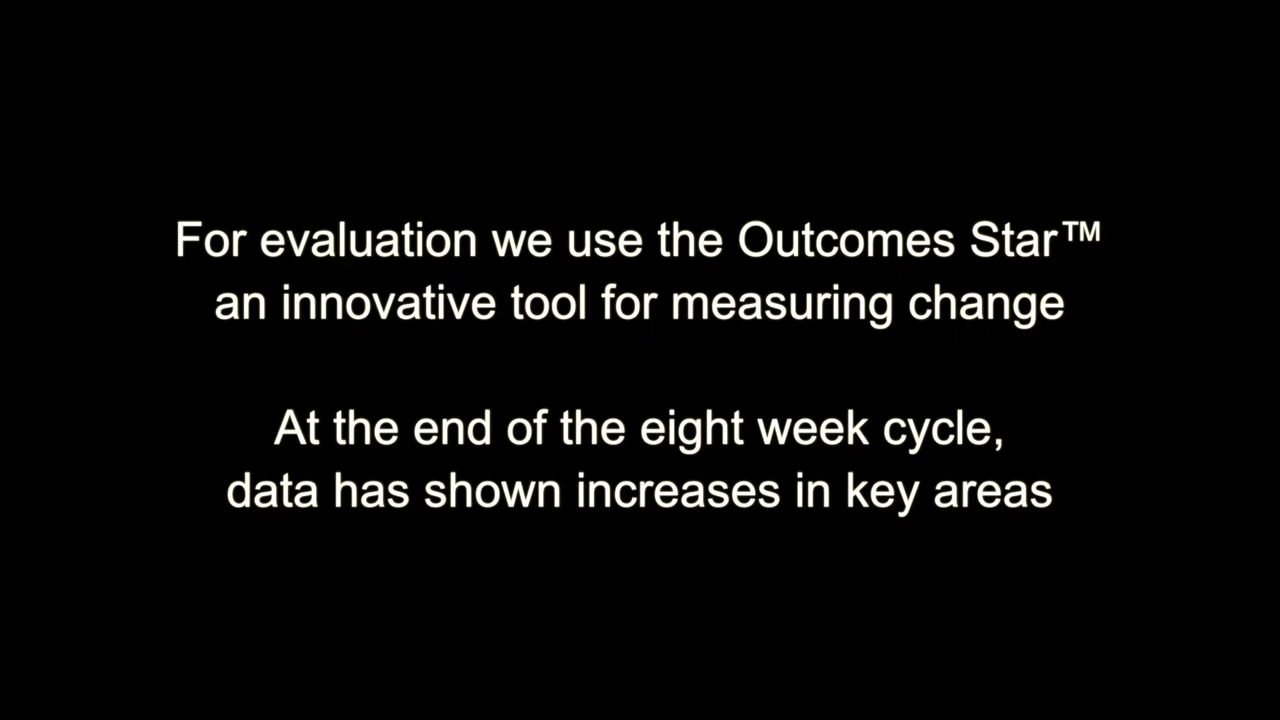 For evaluation we use the Outcomes Star™
an innovative tool for measuring change
At the end of the eight week cycle,
data has shown increases in key areas